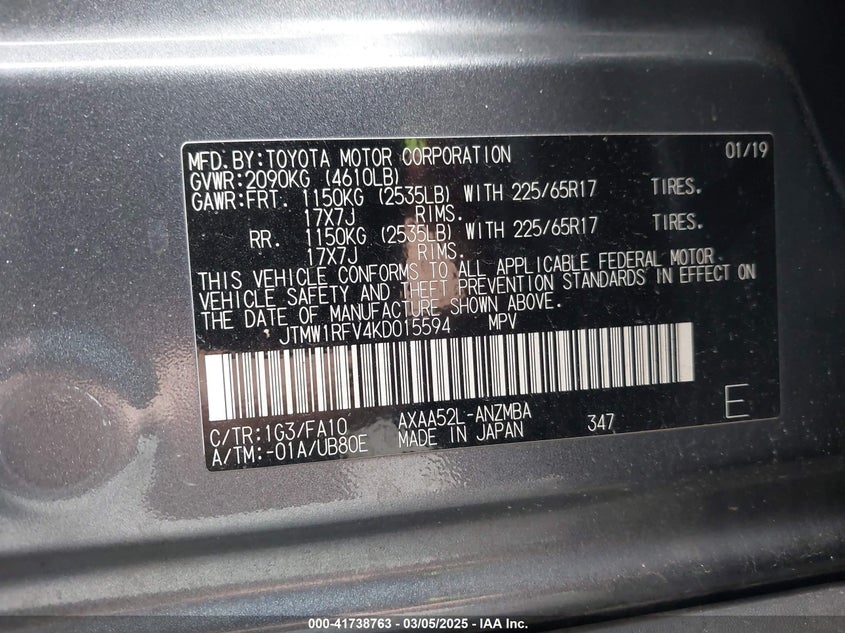 MFD.BY:TOYOTA MOTOR CORPORATION 01/19
GVWR:2090KG (4610LB)
GAWR:FRT. 1150KG (2535LB) WITH 225/65R17 TIRES.
17X7J RIMS.
RR. 1150KG (2535LB) WITH 225/65R17 TIRES.
17X7J RIMS.
THIS VEHICLE CONFORMS TO ALL APPLICABLE FEDERAL MOTOR
VEHICLE SAFETY AND THEFT PREVENTION STANDARDS IN EFFECT ON
THE DATE OF MANUFACTURE SHOWN ABOVE.
JTMW1RFV4KD015594 MPV
C/TR:1G3/FA10 AXAA52L-ANZMBA 347 E
A/TM:-01A/UB80E MADE IN JAPAN
000-41738763 - 03/05/2025 - IAA Inc.